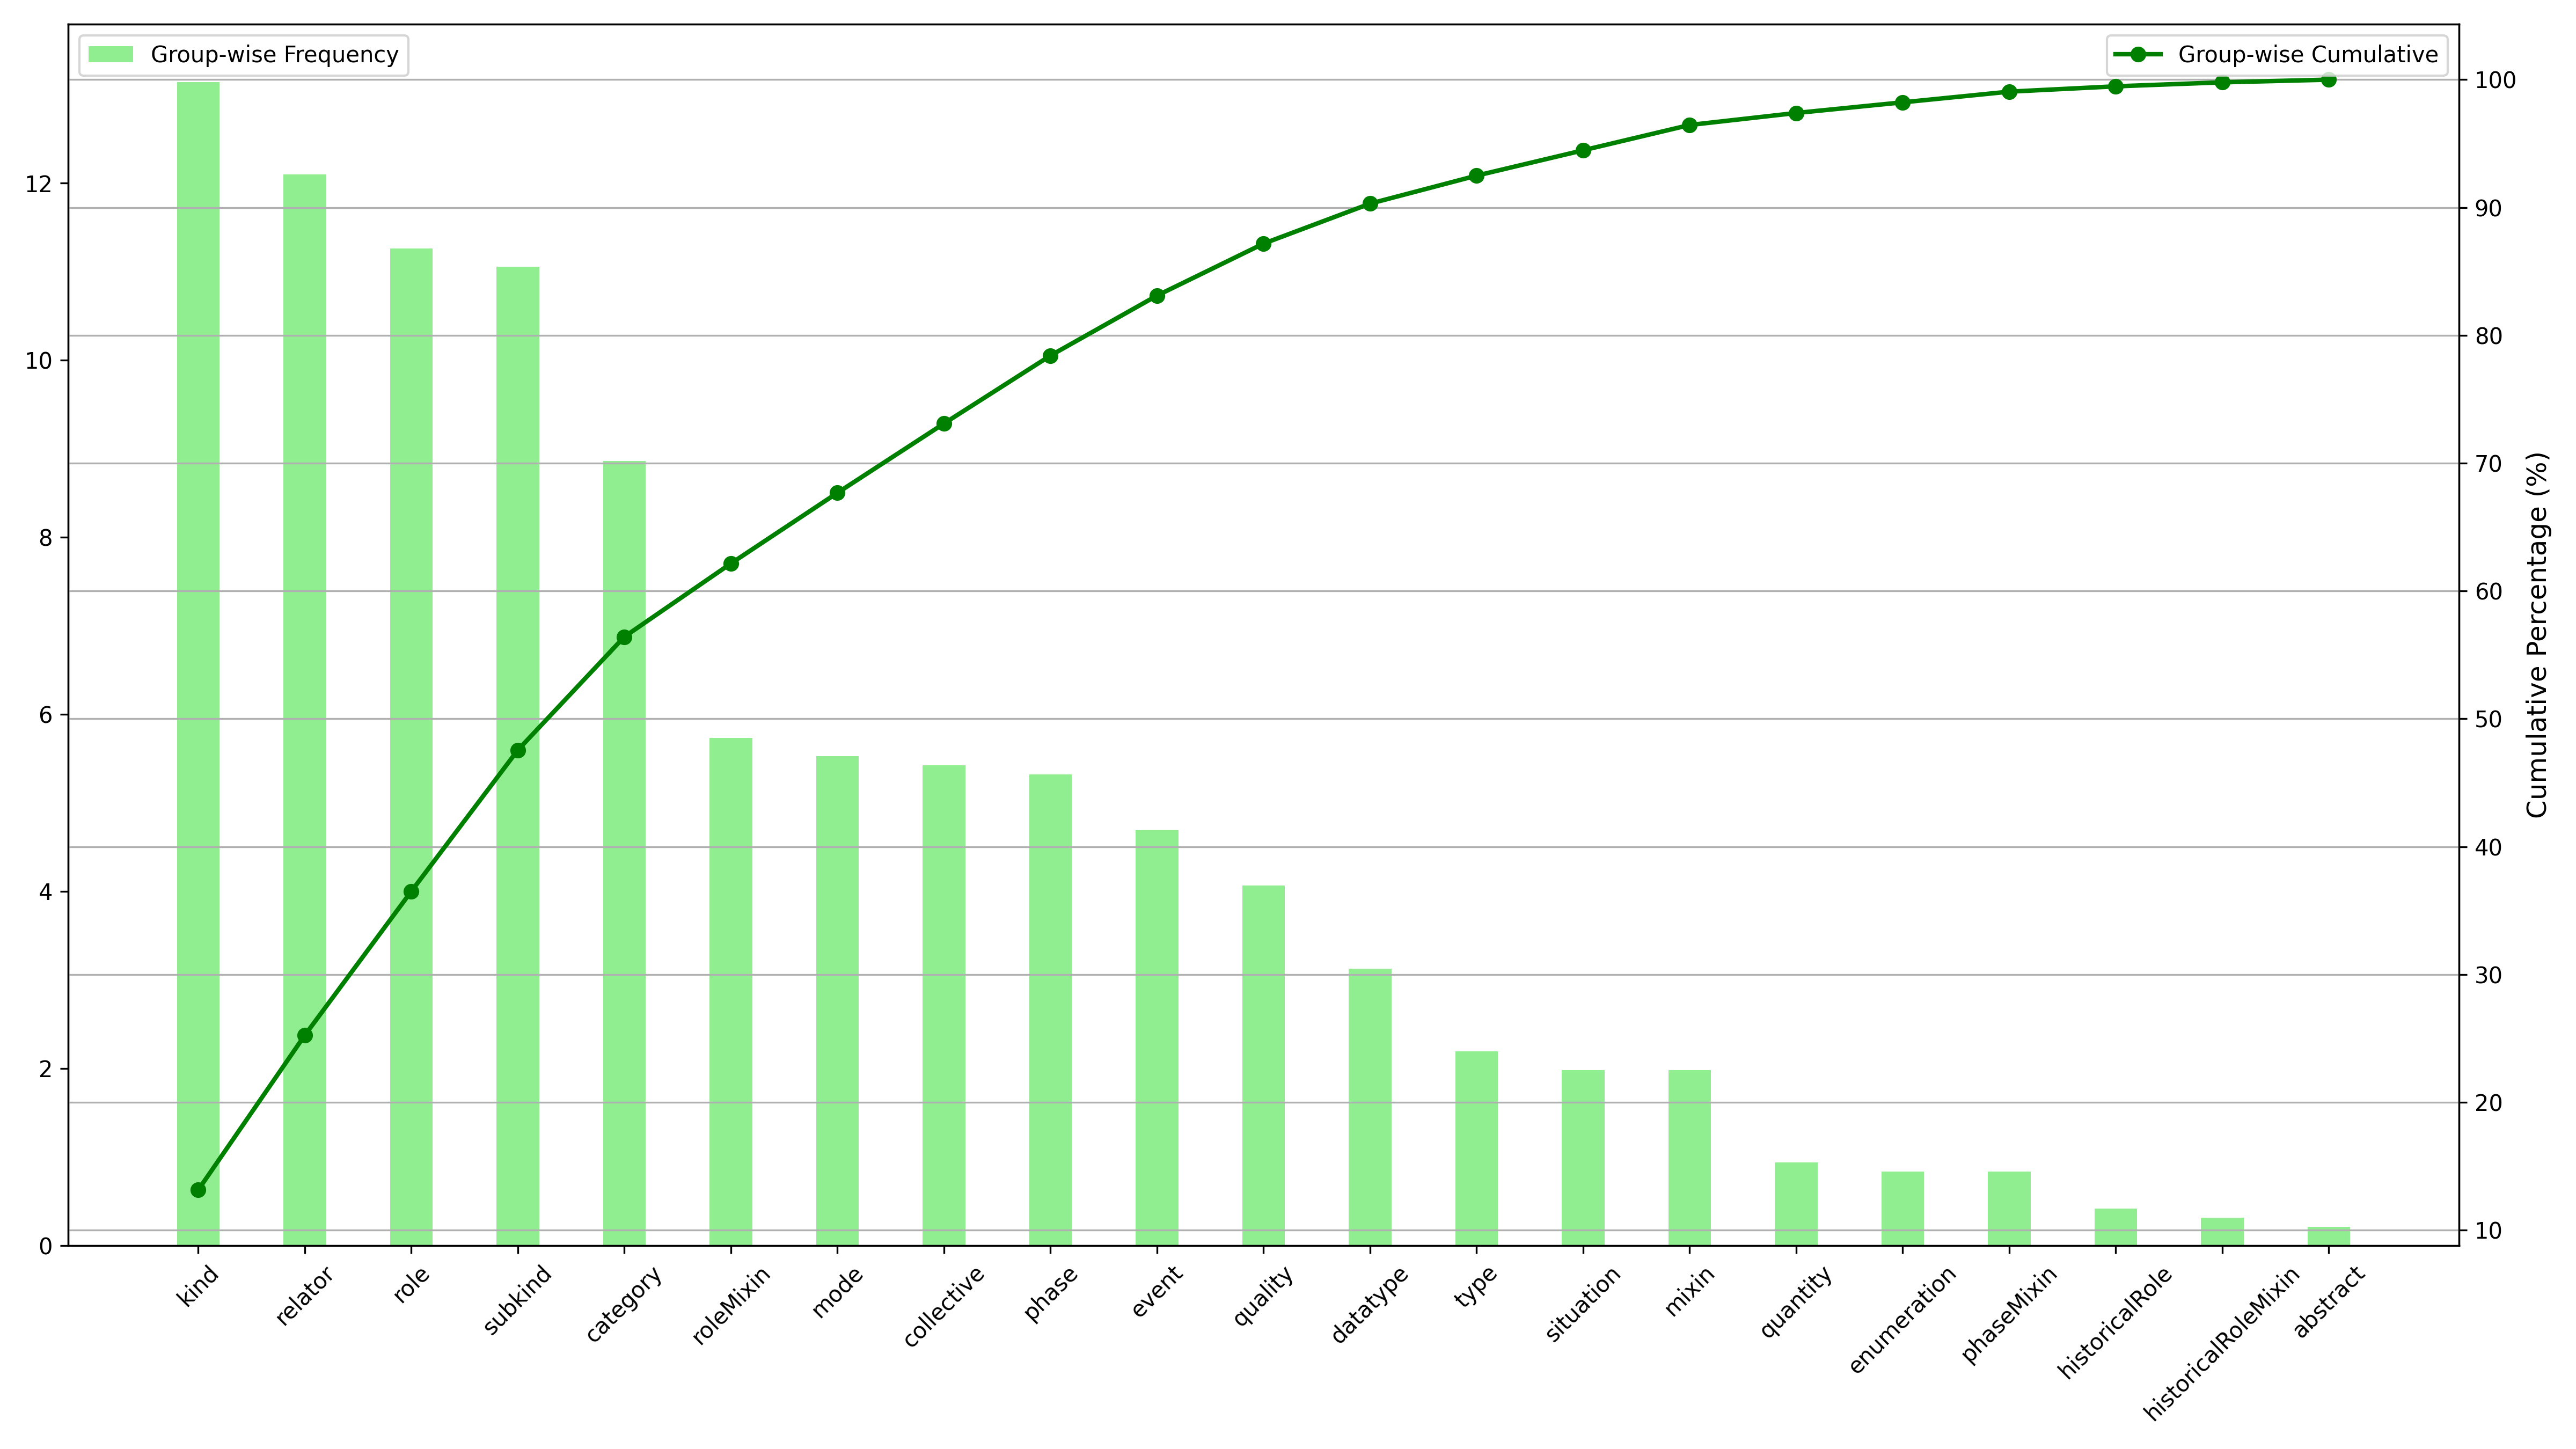 Group-wise Frequency
Group-wise Cumulative
12
10
8
6
4
2
0
100
90
80
70
60
50
40
30
20
10
Cumulative Percentage (%)
kind
relator
role
subkind
category
roleMixin
mode
collective
phase
event
quality
datatype
type
situation
mixin
quantity
enumeration
phaseMixin
historicalRole
historicalRoleMixin
abstract